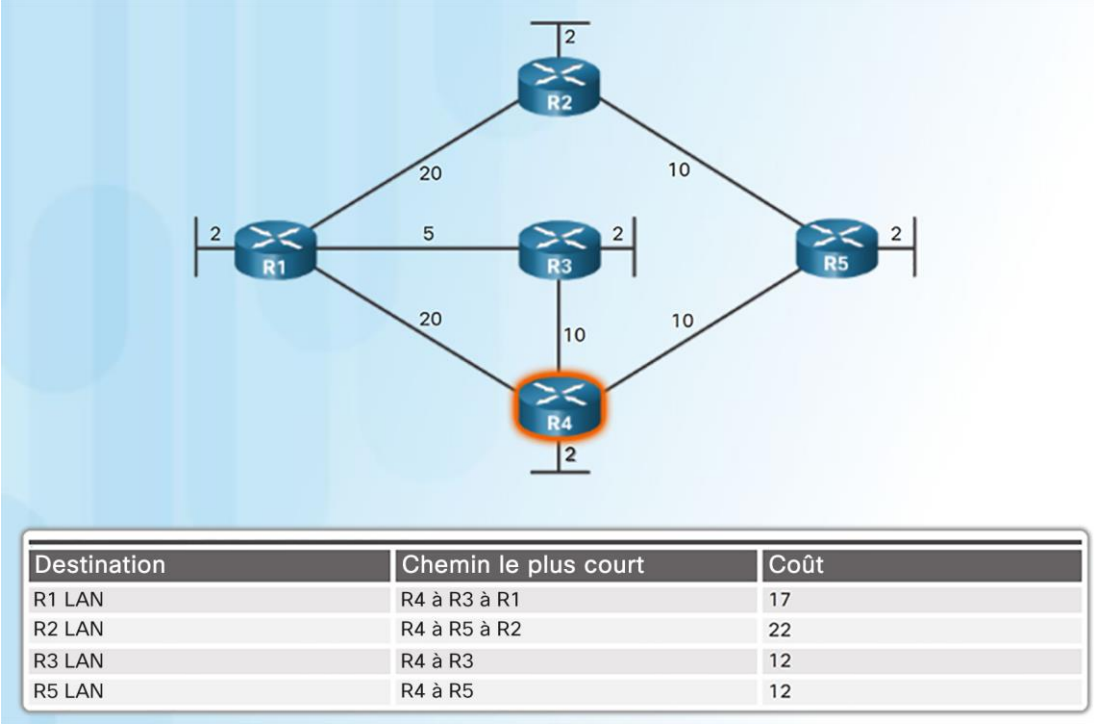 2
R2
20
10
2
R1
5
R3
2
R5
2
20
10
10
R4
2
Destination Chemin le plus court Coût
R1 LAN R4 à R3 à R1 17
R2 LAN R4 à R5 à R2 22
R3 LAN R4 à R3 12
R5 LAN R4 à R5 12